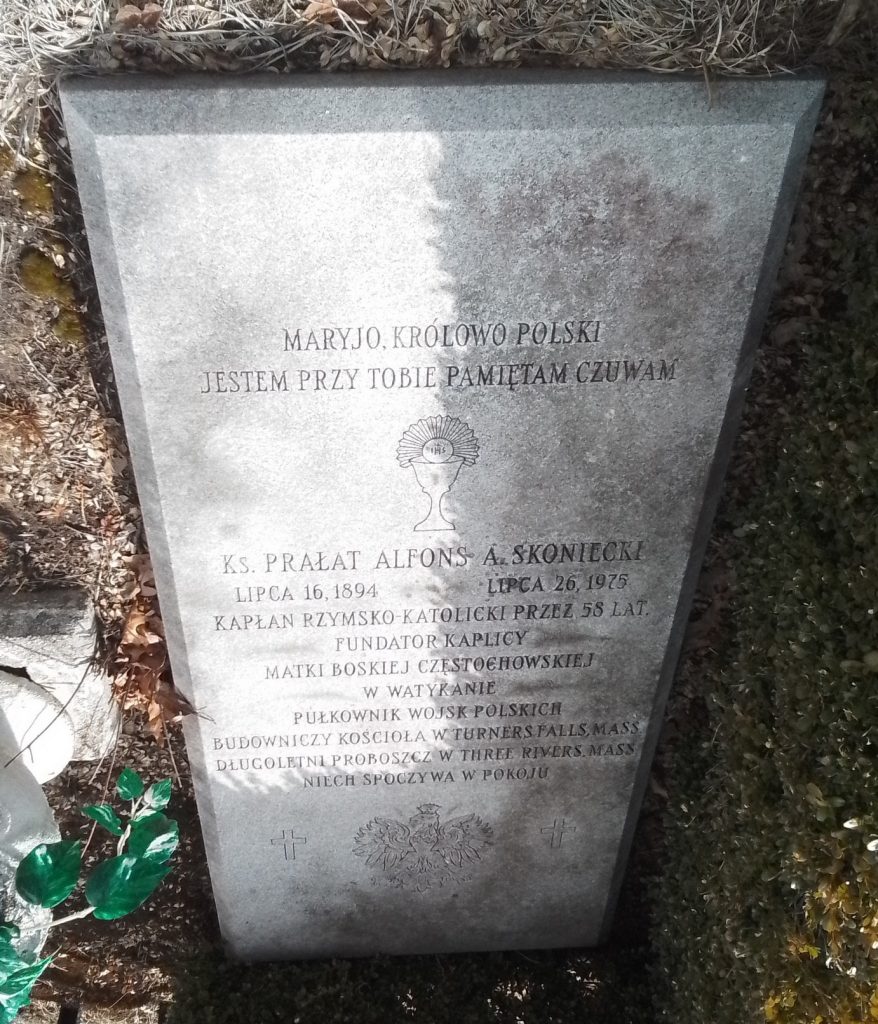 MARYJO, KRÓLOWO POLSKI
JESTEM PRZY TOBIE PAMIĘTAM CZUWAM
IHS
Ks. PRAŁAT ALFONS A. SKONIECKI
LIPCA 16, 1894 LIPCA 26, 1975
KAPŁAN RZYMSKO-KATOLICKI PRZEZ 58 LAT.
FUNDATOR KAPLICY
MATKI BOSKIEJ CZĘSTOCHOWSKIEJ
W WATYKANIE
PUŁKOWNIK WOJSK POLSKICH
BUDOWNICZY KOŚCIOŁA W TURNERS FALLS, MASS.
DŁUGOLETNI PROBOSZCZ W THREE RIVERS, MASS
NIECH SPOCZYWA W POKOJU